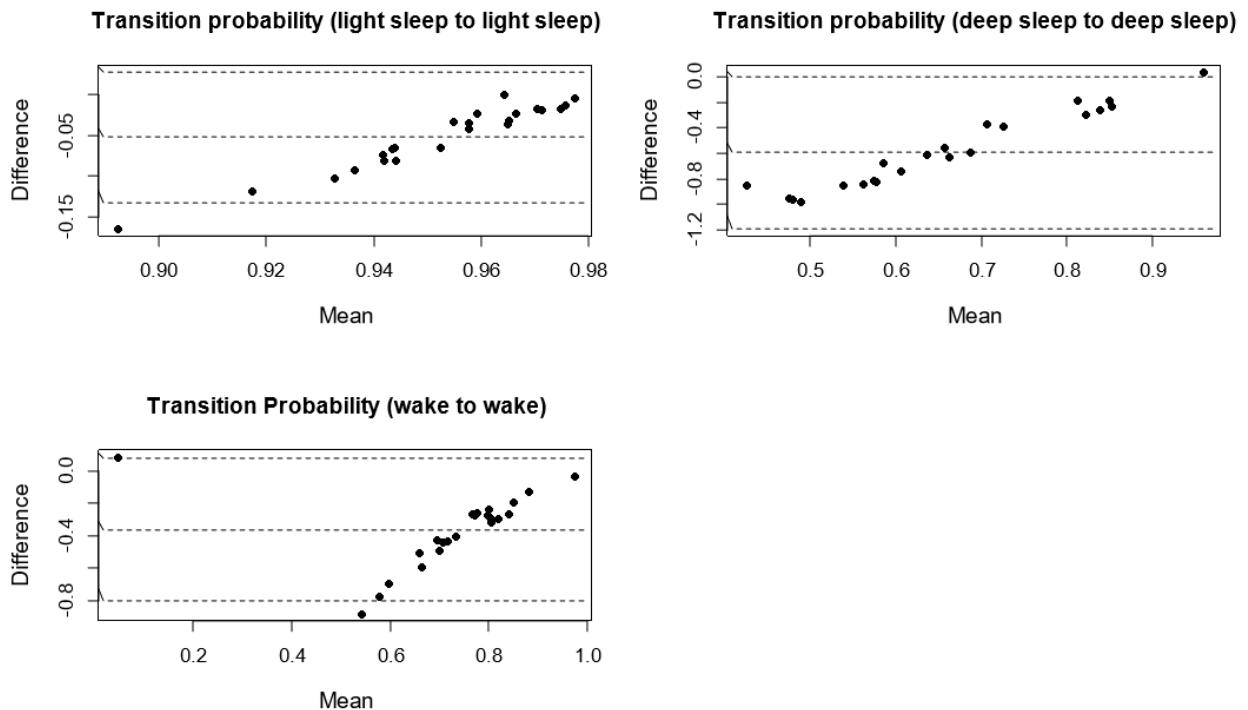 Transition probability (light sleep to light sleep)
Difference
-0.05
-0.15
0.90 0.92 0.94 0.96 0.98
Mean
Transition probability (deep sleep to deep sleep)
Difference
0.0
-0.4
-0.8
-1.2
0.5 0.6 0.7 0.8 0.9
Mean
Transition Probability (wake to wake)
Difference
0.0
-0.4
-0.8
0.2 0.4 0.6 0.8 1.0
Mean